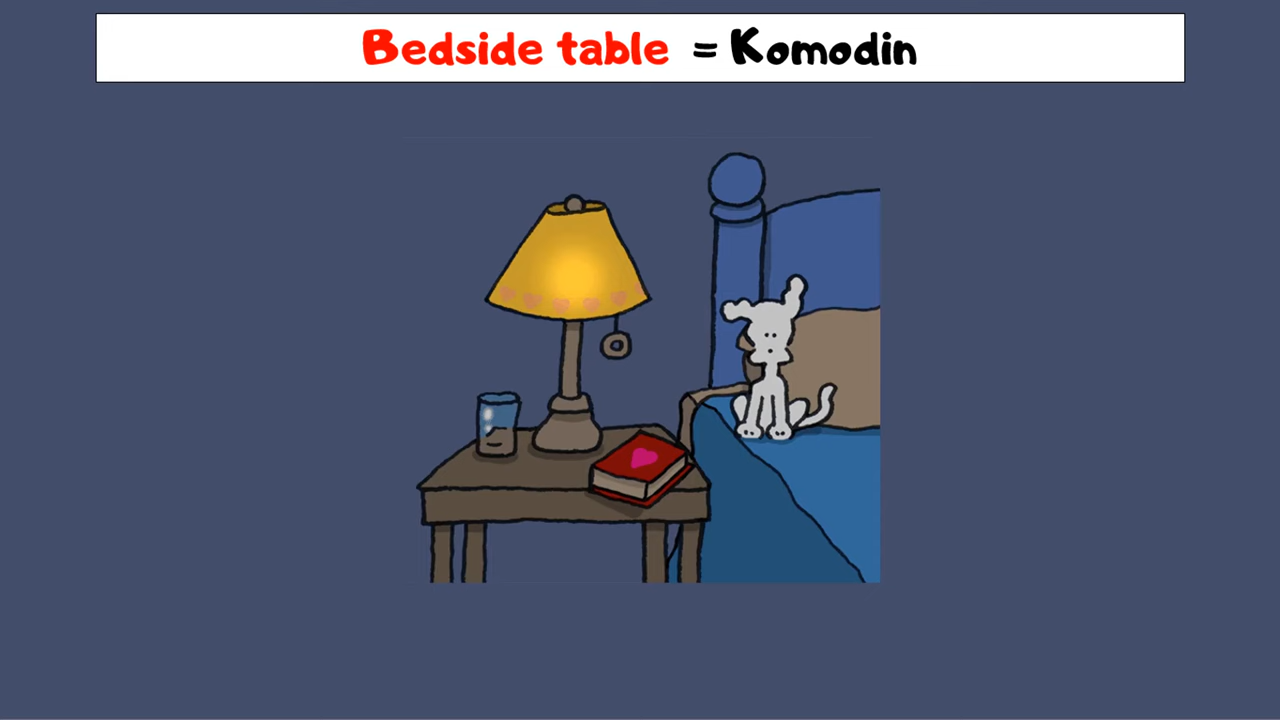 Bedside table = Komodin